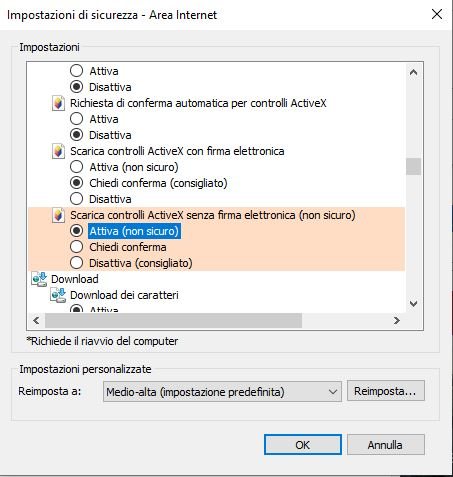 Impostazioni di sicurezza - Area Internet
Impostazioni
Attiva
Disattiva
Richiesta di conferma automatica per controlli ActiveX
Attiva
Disattiva
Scarica controlli ActiveX con firma elettronica
Attiva (non sicuro)
Chiedi conferma (consigliato)
Disattiva
Scarica controlli ActiveX senza firma elettronica (non sicuro)
Attiva (non sicuro)
Chiedi conferma
Disattiva (consigliato)
Download
Download dei caratteri
Attiva
*Richiede il riavvio del computer
Impostazioni personalizzate
Reimposta a: Medio-alta (impostazione predefinita) Reimposta...
OK Annulla